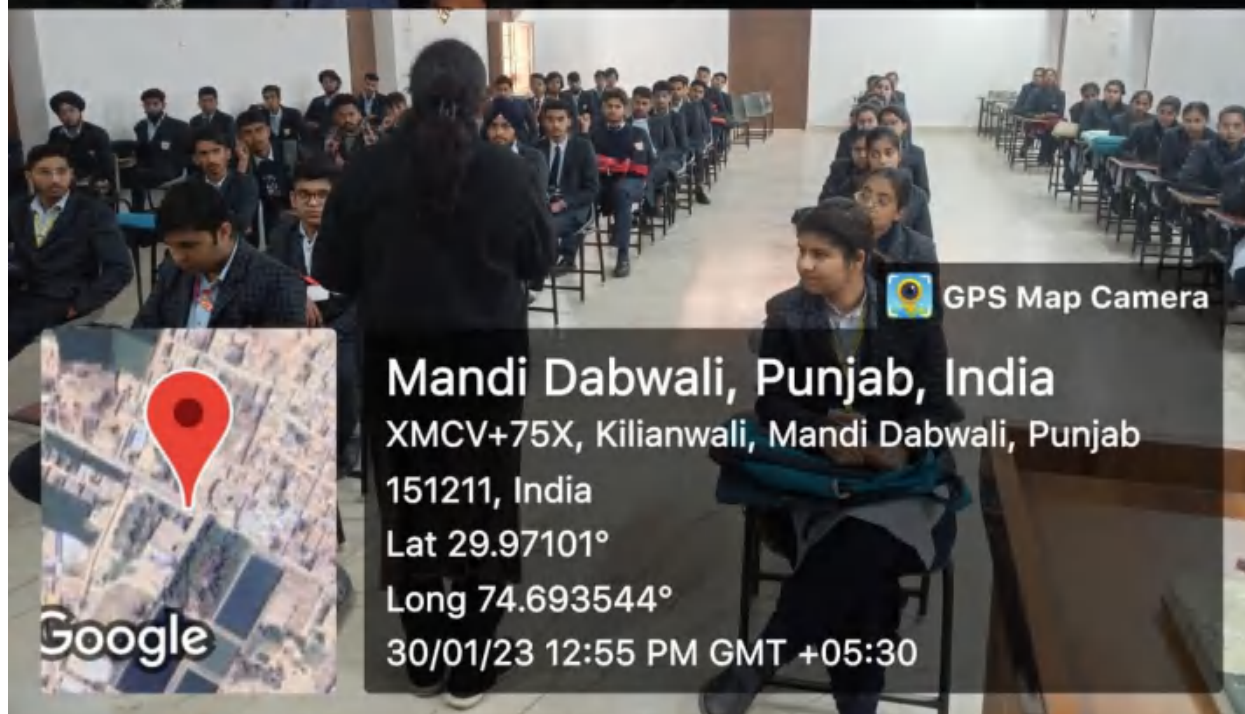 GPS Map Camera
Mandi Dabwali, Punjab, India
XMCV+75X, Kilianwali, Mandi Dabwali, Punjab
151211, India
Lat 29.97101°
Long 74.693544°
30/01/23 12:55 PM GMT +05:30
Google